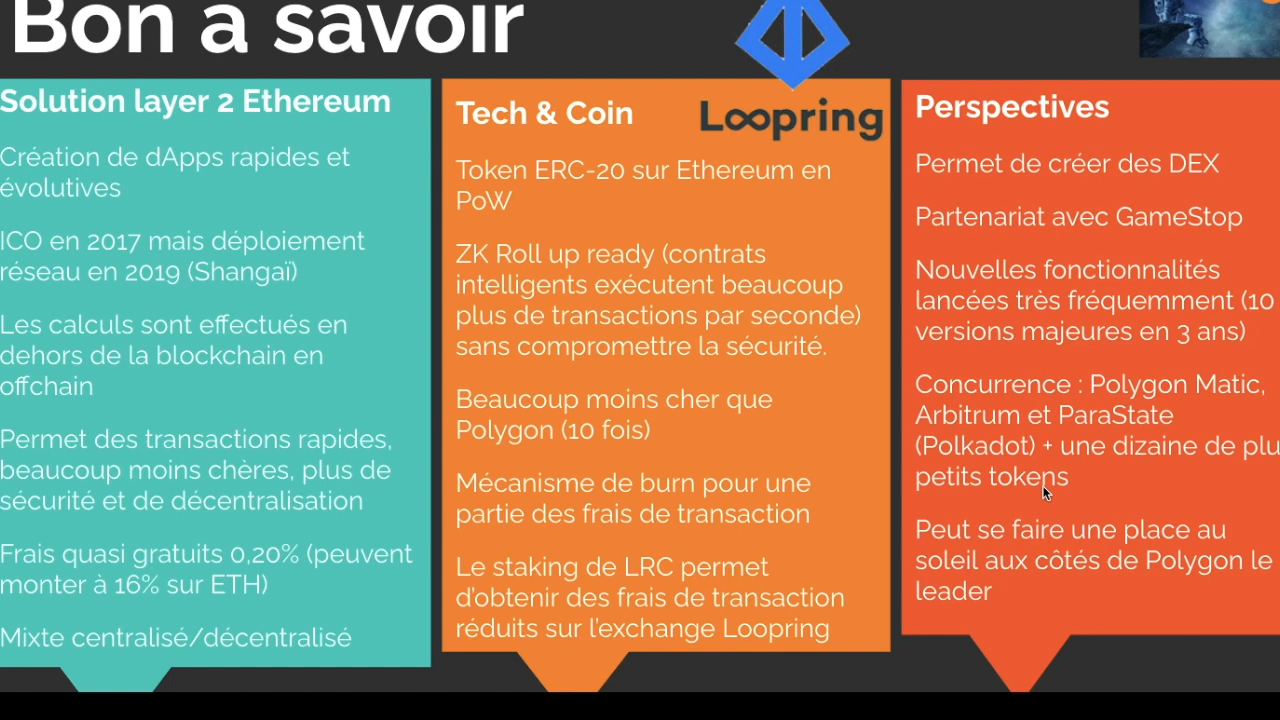 Bon a savoir
Loopring
Solution layer 2 Ethereum
Création de dApps rapides et
évolutives
ICO en 2017 mais déploiement
réseau en 2019 (Shangaï)
Les calculs sont effectués en
dehors de la blockchain en
offchain
Permet des transactions rapides,
beaucoup moins chères, plus de
sécurité et de décentralisation
Frais quasi gratuits 0,20% (peuvent
monter à 16% sur ETH)
Mixte centralisé/décentralisé
Tech & Coin
Token ERC-20 sur Ethereum en
PoW
ZK Roll up ready (contrats
intelligents exécutent beaucoup
plus de transactions par seconde)
sans compromettre la sécurité.
Beaucoup moins cher que
Polygon (10 fois)
Mécanisme de burn pour une
partie des frais de transaction
Le staking de LRC permet
d'obtenir des frais de transaction
réduits sur l'exchange Loopring
Perspectives
Permet de créer des DEX
Partenariat avec GameStop
Nouvelles fonctionnalités
lancées très fréquemment (10
versions majeures en 3 ans)
Concurrence : Polygon Matic,
Arbitrum et ParaState
(Polkadot) + une dizaine de plu
petits tokens
Peut se faire une place au
soleil aux côtés de Polygon le
leader